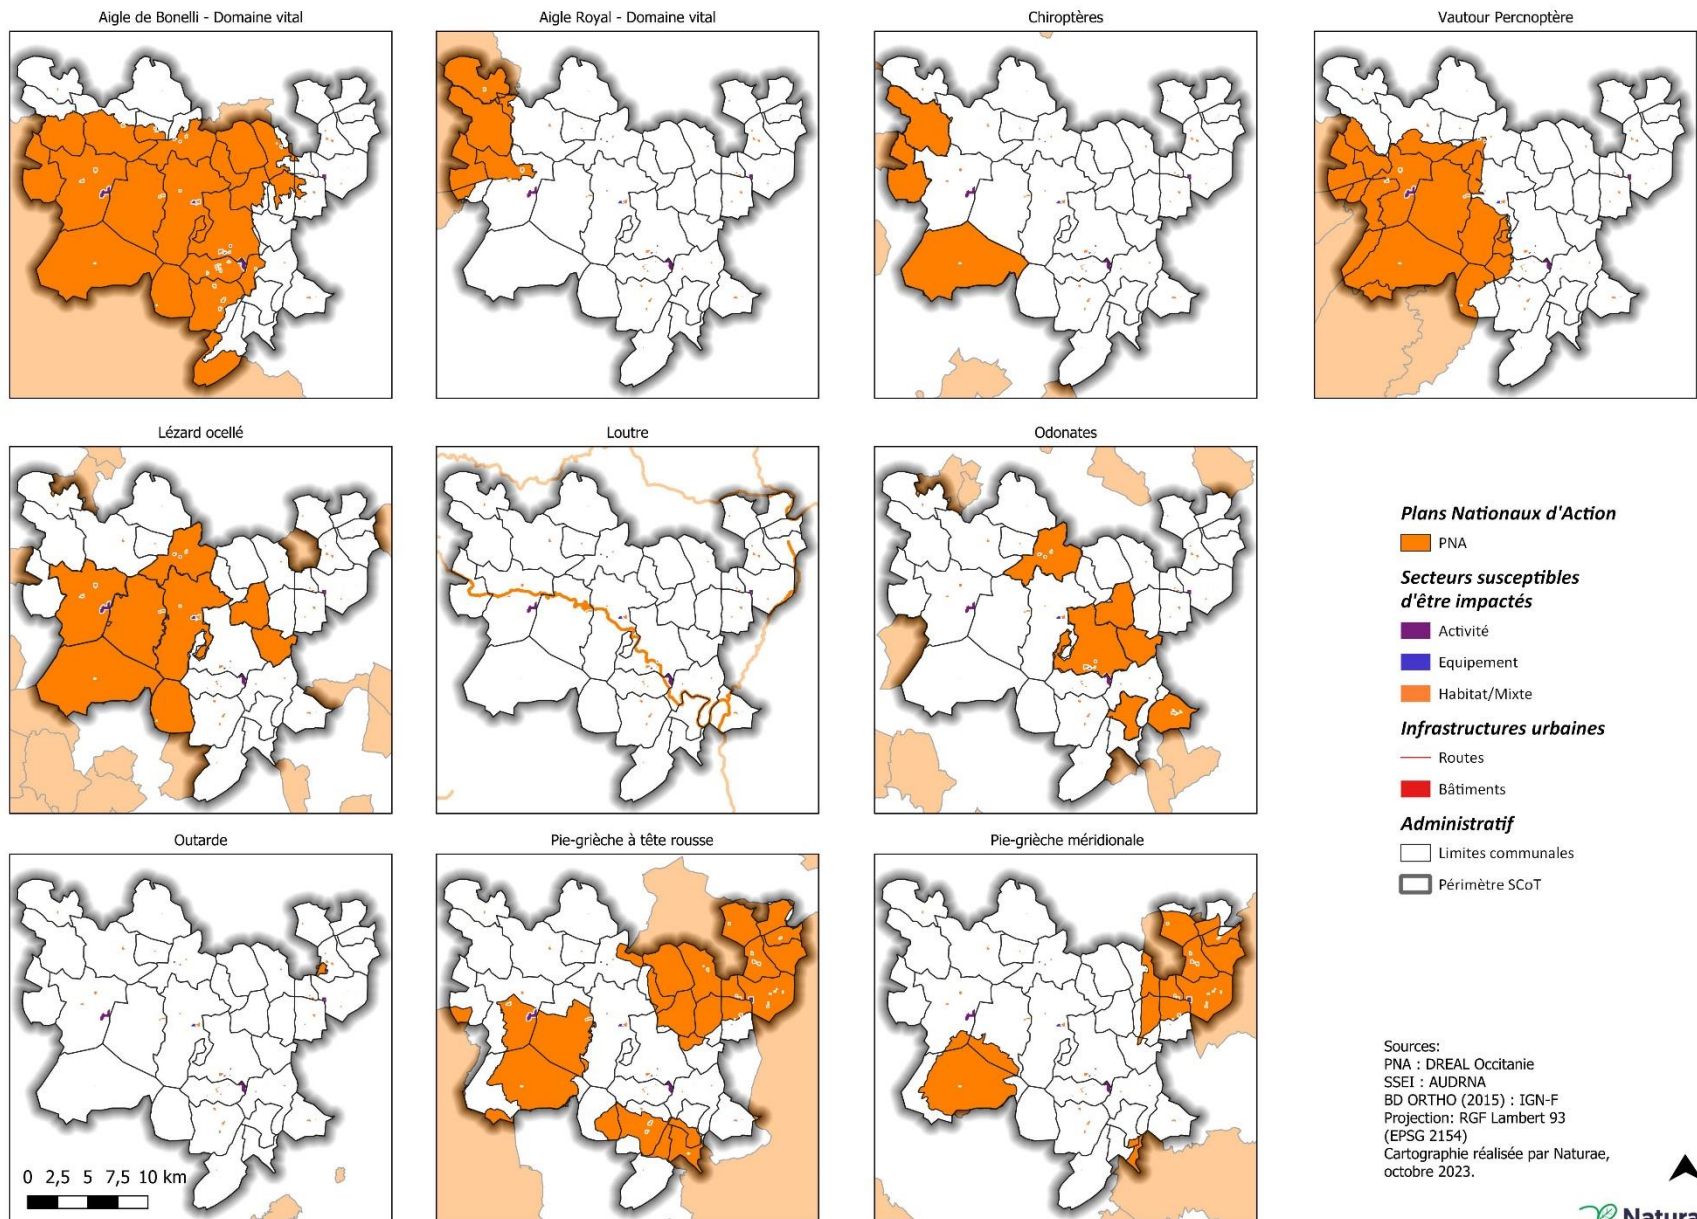 Aigle de Bonelli - Domaine vital
Aigle Royal - Domaine vital
Chiroptères
Vautour Percnoptère
Lézard ocellé
Loutre
Odonates
Outarde
Pie-grièche à tête rousse
Pie-grièche méridionale
0 2,5 5 7,5 10 km
Plans Nationaux d'Action
PNA
Secteurs susceptibles
d'être impactés
Activité
Equipement
Habitat/Mixte
Infrastructures urbaines
Routes
Bâtiments
Administratif
Limites communales
Périmètre SCoT
Sources:
PNA : DREAL Occitanie
SSEI : AUDRNA
BD ORTHO (2015) : IGN-F
Projection: RGF Lambert 93
(EPSG 2154)
Cartographie réalisée par Naturae,
octobre 2023.
Natura